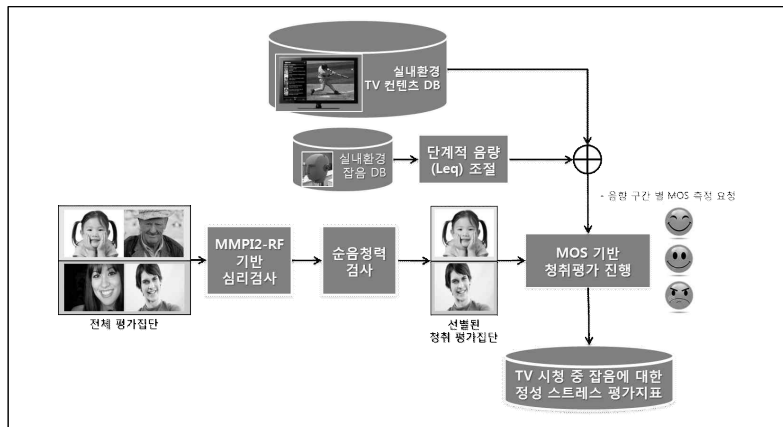 실내환경
TV 컨텐츠 DB
실내환경
잡음 DB
단계적 음량
(Leq) 조절
- 음향 구간 별 MOS 측정 요청
MMPI2-RF
기반
심리검사
순음청력
검사
MOS 기반
청취평가 진행
전체 평가집단
선별된
청취 평가집단
TV 시청 중 잡음에 대한
정성 스트레스 평가지표